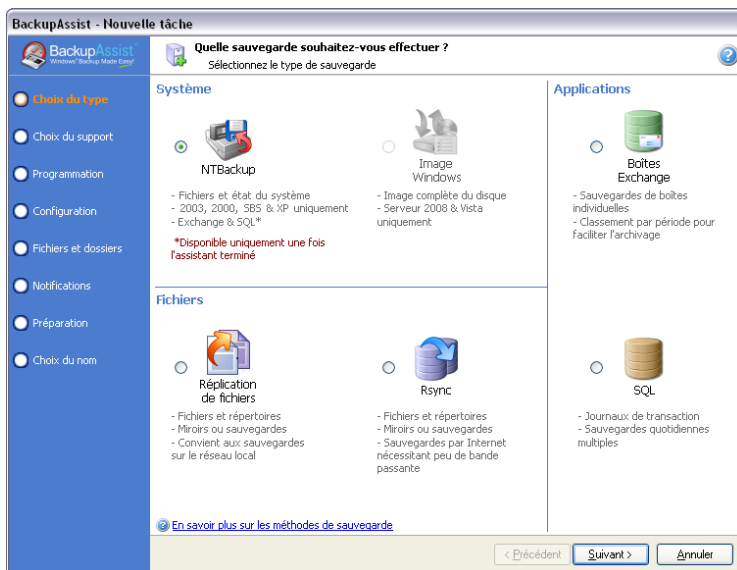 BackupAssist - Nouvelle tâche
BackupAssist™
Windows® Backup Made Easy!
Quelle sauvegarde souhaitez-vous effectuer ?
Sélectionnez le type de sauvegarde
Choix du type
Choix du support
Programmation
Configuration
Fichiers et dossiers
Notifications
Préparation
Choix du nom
Système
NTBackup
- Fichiers et état du système
- 2003, 2000, SBS & XP uniquement
- Exchange & SQL*
*Disponible uniquement une fois
l'assistant terminé
Image
Windows
- Image complète du disque
- Serveur 2008 & Vista
uniquement
Applications
Boîtes
Exchange
- Sauvegardes de boîtes
individuelles
- Classement par période pour
faciliter l'archivage
Fichiers
Réplication
de fichiers
- Fichiers et répertoires
- Miroirs ou sauvegardes
- Convient aux sauvegardes
sur le réseau local
Rsync
- Fichiers et répertoires
- Miroirs ou sauvegardes
- Sauvegardes par Internet
nécessitant peu de bande
passante
SQL
- Journaux de transaction
- Sauvegardes quotidiennes
multiples
En savoir plus sur les méthodes de sauvegarde
< Précédent
Suivant >
Annuler